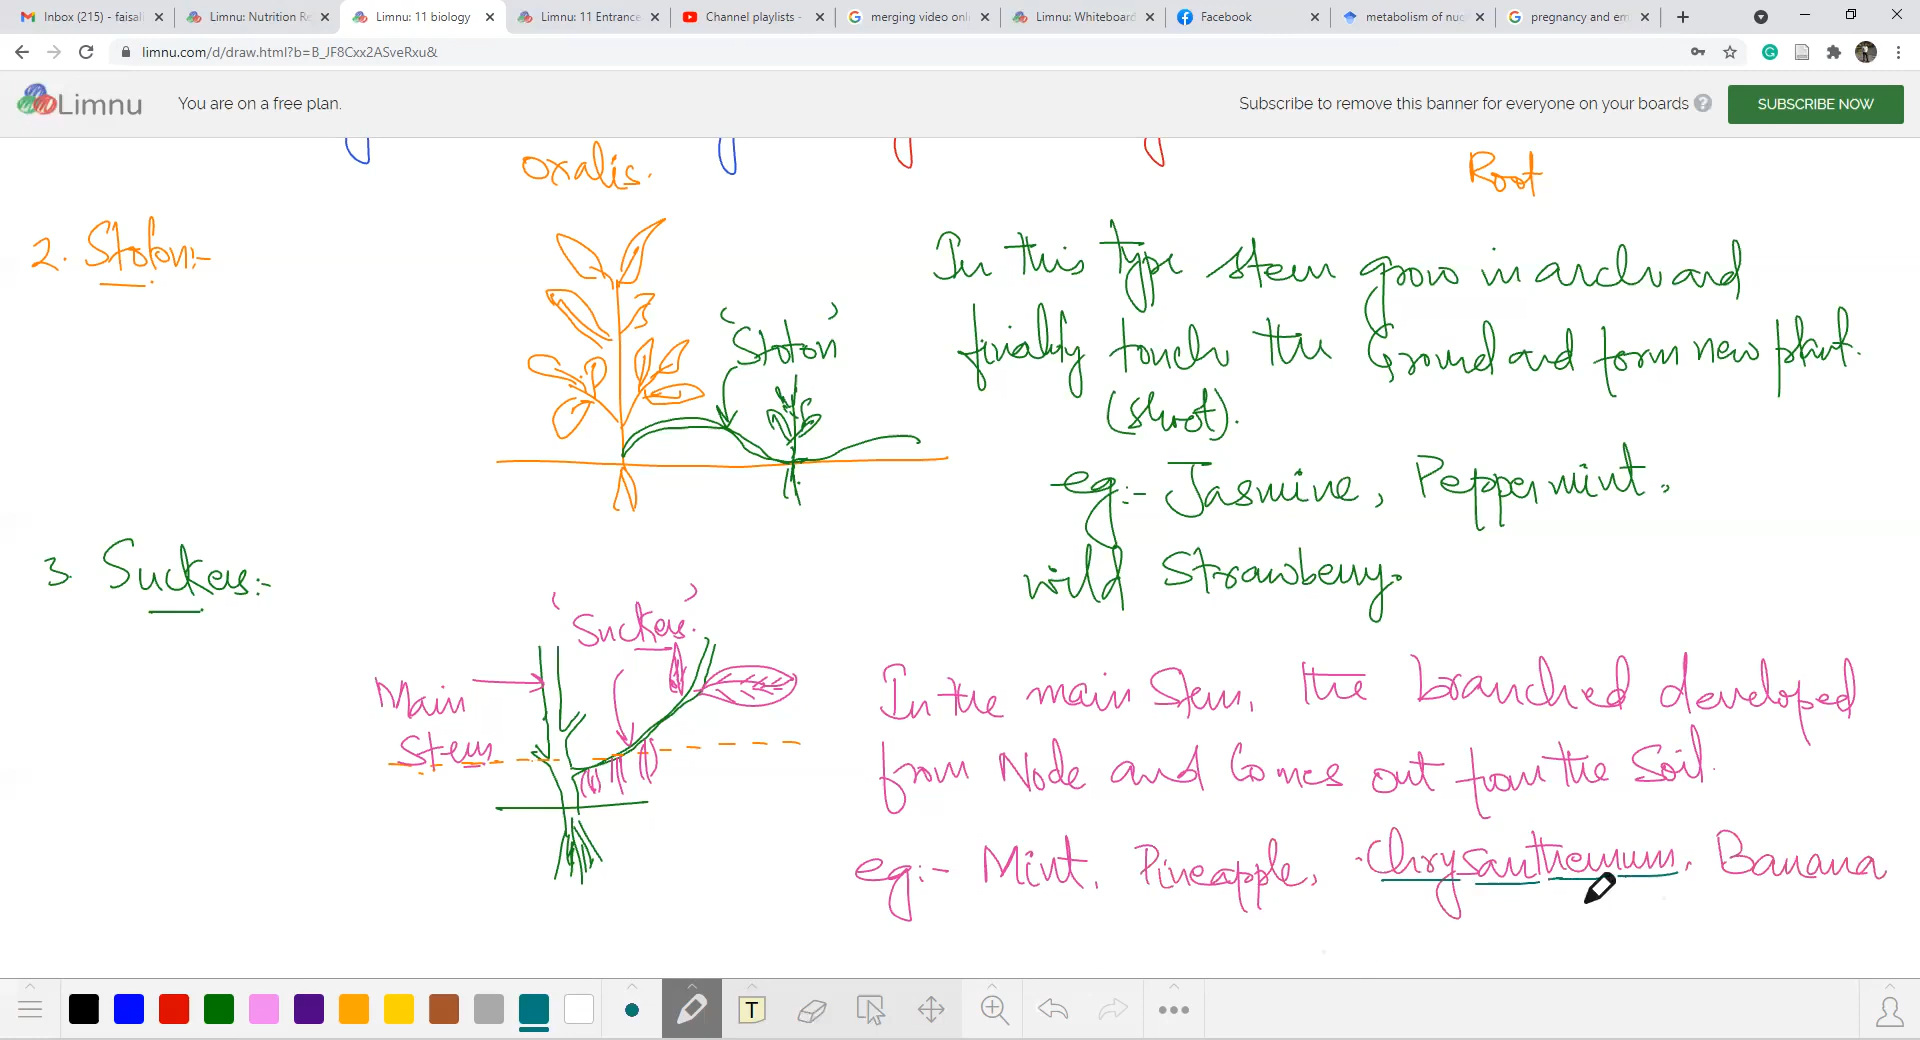 Inbox (215) - faisall
Limnu: Nutrition Re
Limnu: 11 biology
Limnu: 11 Entrance
Channel playlists -
merging video onl
Limnu: Whiteboard
Facebook
metabolism of nuc
pregnancy and em
limnu.com/d/draw.html?b=B_JF8Cxx2ASveRxu&
Limnu
You are on a free plan.
Subscribe to remove this banner for everyone on your boards
?
SUBSCRIBE NOW
Oxalis.
Root
2. Stolon:-
'Stolon'
In this type stem grow in arch and
finally touch the Ground and form new plant.
(shoot).
eg:- Jasmine, Peppermint.
wild Strawberry.
3. Suckers:-
'Suckers.'
Main
Stem
In the main Stem, the branched developed
from Node and Comes out from the Soil.
eg:- Mint, Pineapple, Chrysanthemum, Banana
T